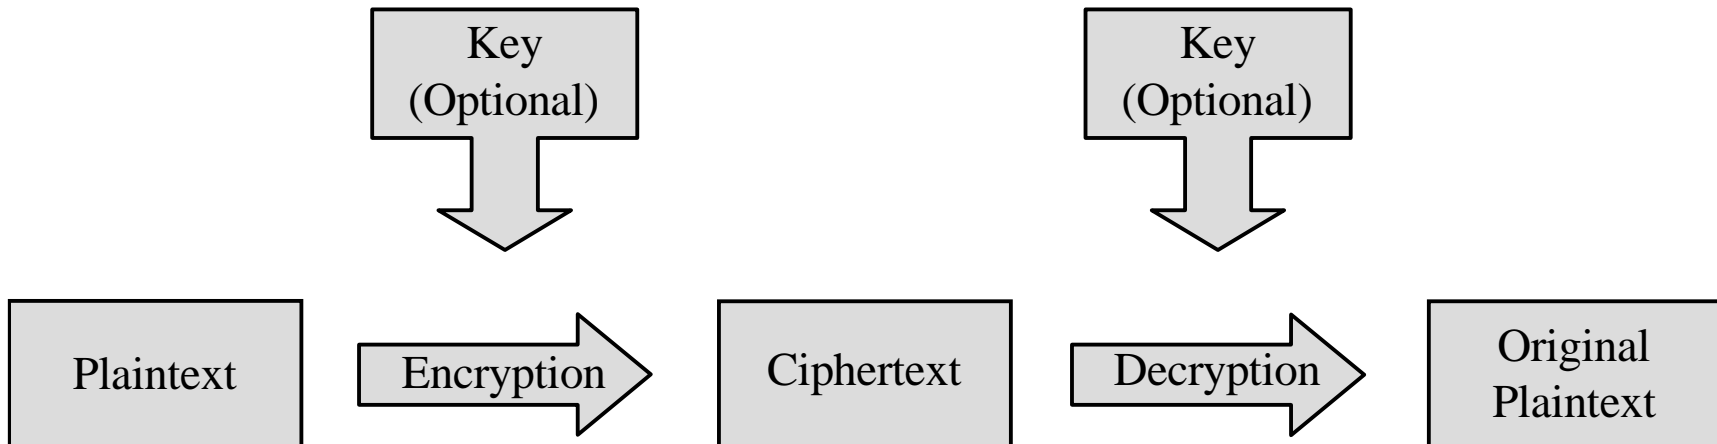 Key
(Optional)
Key
(Optional)
Plaintext
Encryption
Ciphertext
Decryption
Original
Plaintext